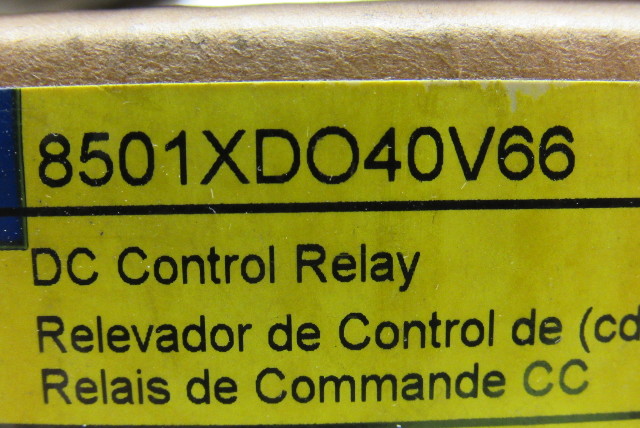 8501XDO40V66
DC Control Relay
Relevador de Control de (cd
Relais de Commande CC